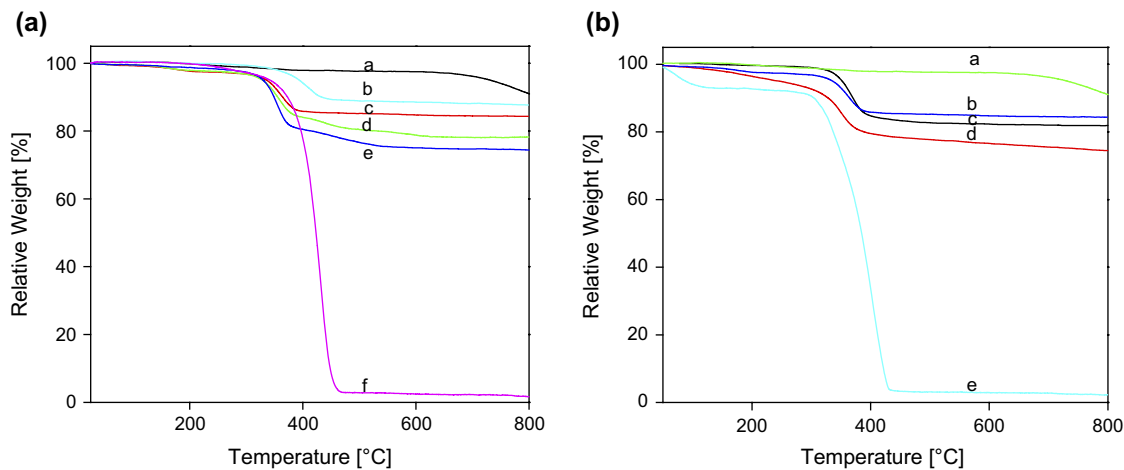 (a)
Relative Weight [%]
100
80
60
40
20
0
a
b
c
d
e
f
200
400
600
800
Temperature [°C]
(b)
Relative Weight [%]
100
80
60
40
20
0
a
b
c
d
e
200
400
600
800
Temperature [°C]